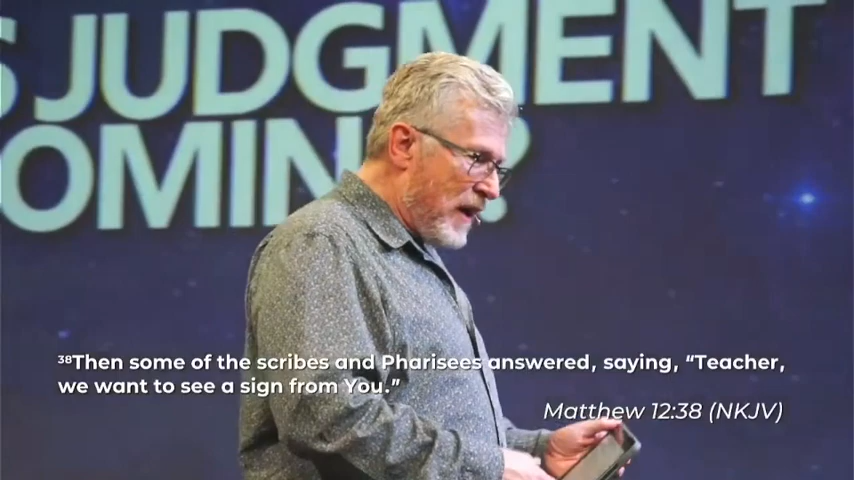 S JUDGMENT
OMING?
³⁸Then some of the scribes and Pharisees answered, saying, “Teacher,
we want to see a sign from You.”
Matthew 12:38 (NKJV)